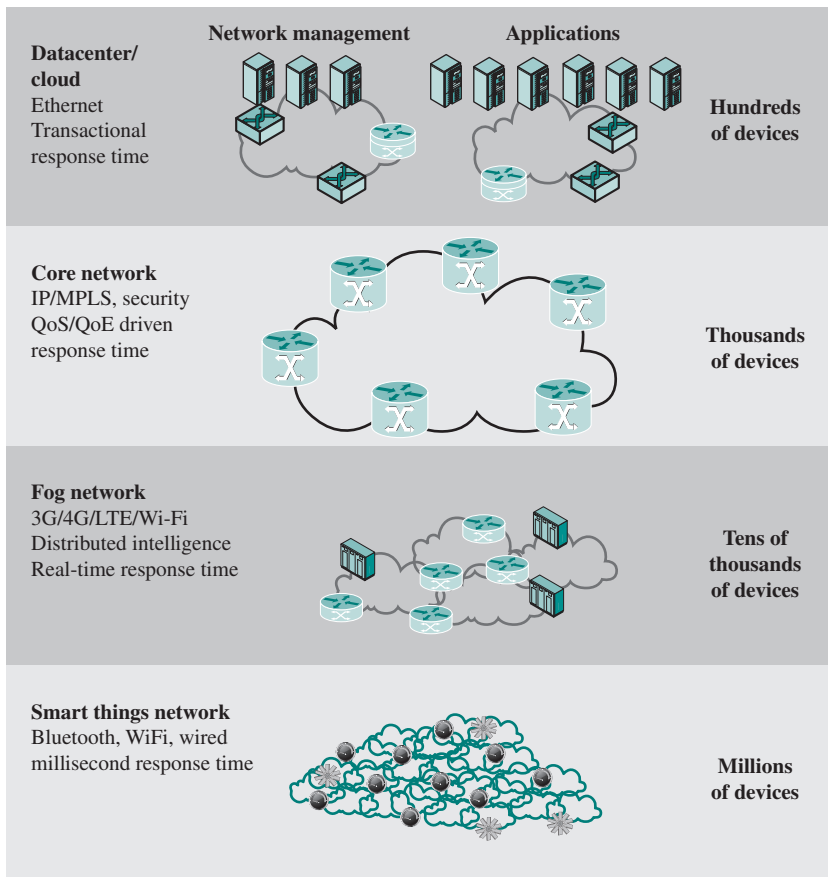 Network management
Applications
Datacenter/
cloud
Ethernet
Transactional
response time
Hundreds
of devices
Core network
IP/MPLS, security
QoS/QoE driven
response time
Thousands
of devices
Fog network
3G/4G/LTE/Wi-Fi
Distributed intelligence
Real-time response time
Tens of
thousands
of devices
Smart things network
Bluetooth, WiFi, wired
millisecond response time
Millions
of devices